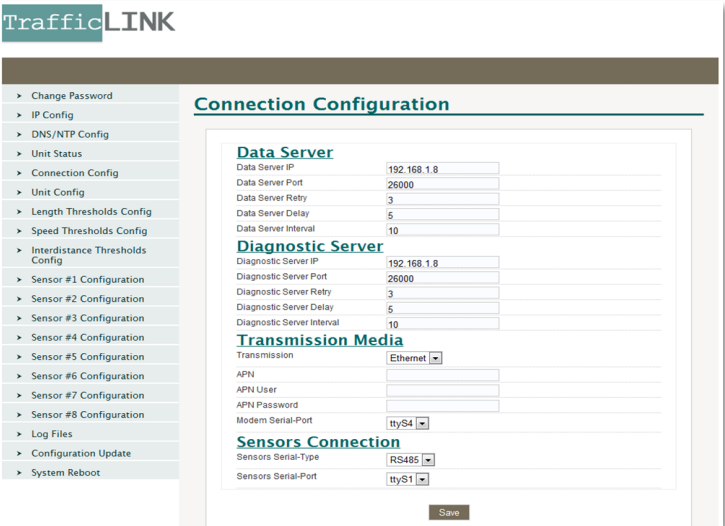 TrafficLINK
Change Password
IP Config
DNS/NTP Config
Unit Status
Connection Config
Unit Config
Length Thresholds Config
Speed Thresholds Config
Interdistance Thresholds
Config
Sensor #1 Configuration
Sensor #2 Configuration
Sensor #3 Configuration
Sensor #4 Configuration
Sensor #5 Configuration
Sensor #6 Configuration
Sensor #7 Configuration
Sensor #8 Configuration
Log Files
Configuration Update
System Reboot
Connection Configuration
Data Server
Data Server IP 192.168.1.8
Data Server Port 26000
Data Server Retry 3
Data Server Delay 5
Data Server Interval 10
Diagnostic Server
Diagnostic Server IP 192.168.1.8
Diagnostic Server Port 26000
Diagnostic Server Retry 3
Diagnostic Server Delay 5
Diagnostic Server Interval 10
Transmission Media
Transmission Ethernet
APN
APN User
APN Password
Modem Serial-Port ttyS4
Sensors Connection
Sensors Serial-Type RS485
Sensors Serial-Port ttyS1
Save